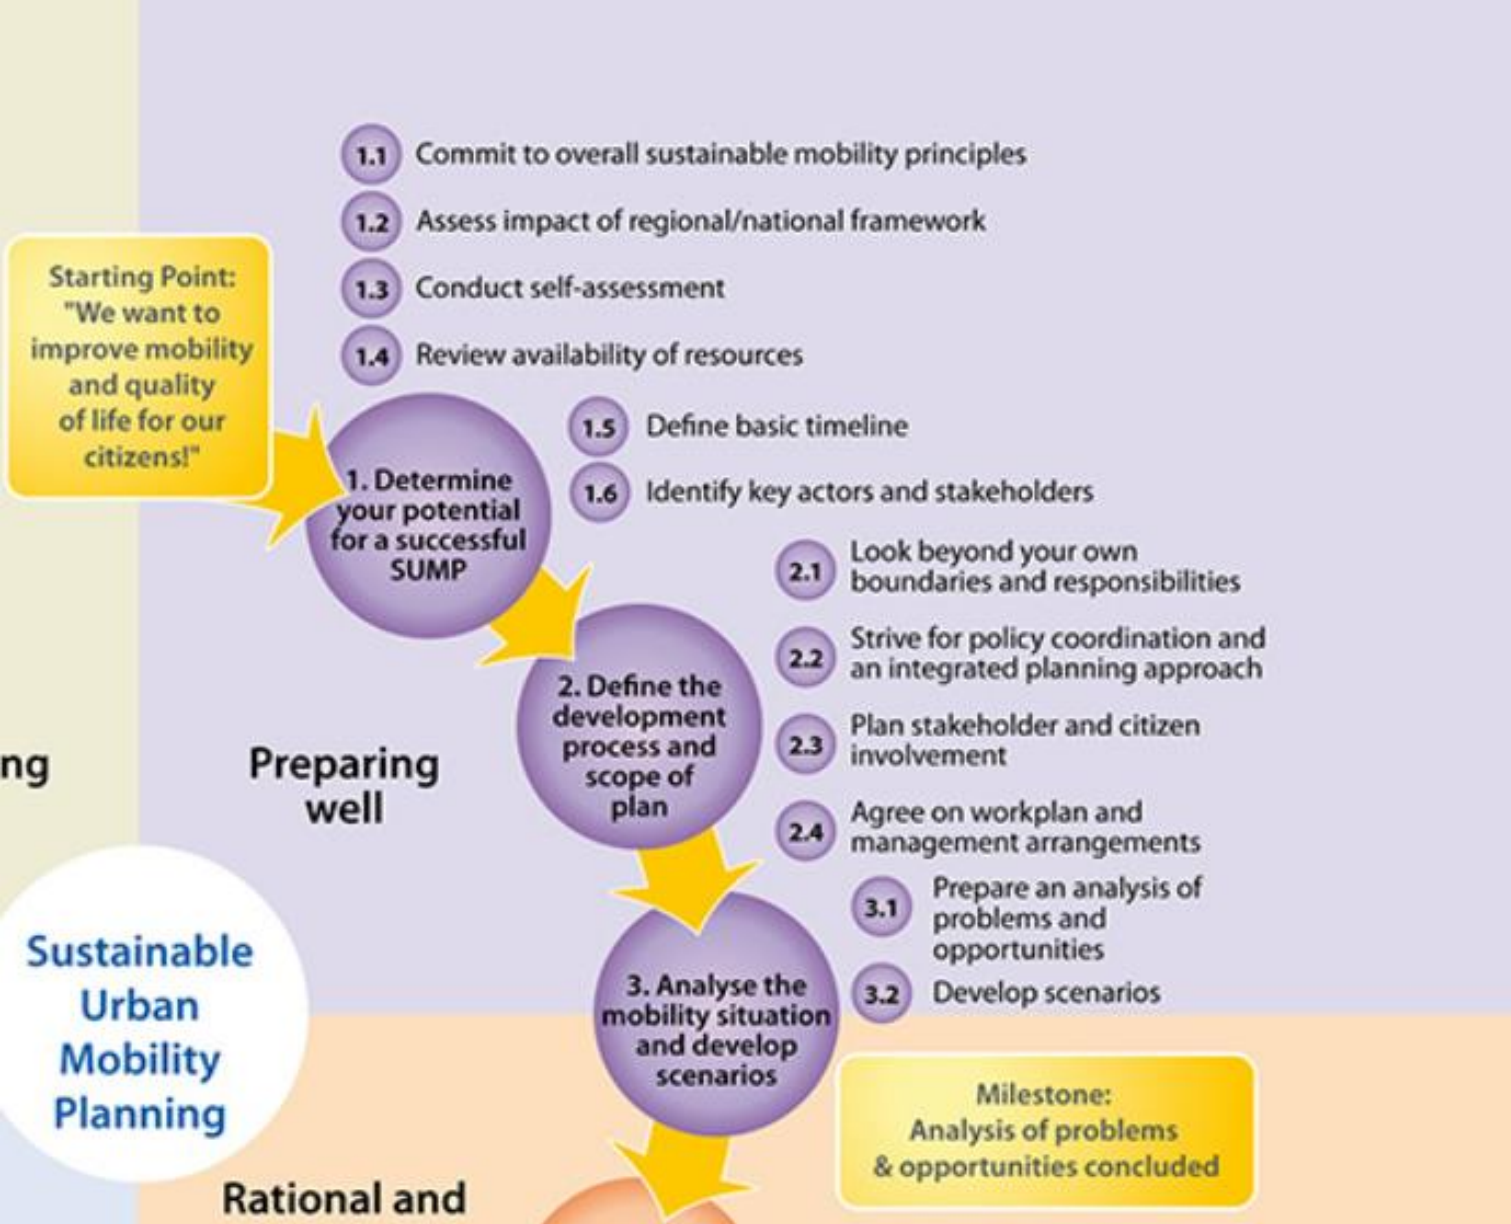 1.1 Commit to overall sustainable mobility principles
1.2 Assess impact of regional/national framework
1.3 Conduct self-assessment
1.4 Review availability of resources
Starting Point:
"We want to
improve mobility
and quality
of life for our
citizens!"
1.5 Define basic timeline
1.6 Identify key actors and stakeholders
1. Determine
your potential
for a successful
SUMP
2.1 Look beyond your own
boundaries and responsibilities
2.2 Strive for policy coordination and
an integrated planning approach
2.3 Plan stakeholder and citizen
involvement
2.4 Agree on workplan and
management arrangements
2. Define the
development
process and
scope of
plan
ng
Preparing
well
3.1 Prepare an analysis of
problems and
opportunities
3.2 Develop scenarios
3. Analyse the
mobility situation
and develop
scenarios
Sustainable
Urban
Mobility
Planning
Milestone:
Analysis of problems
& opportunities concluded
Rational and